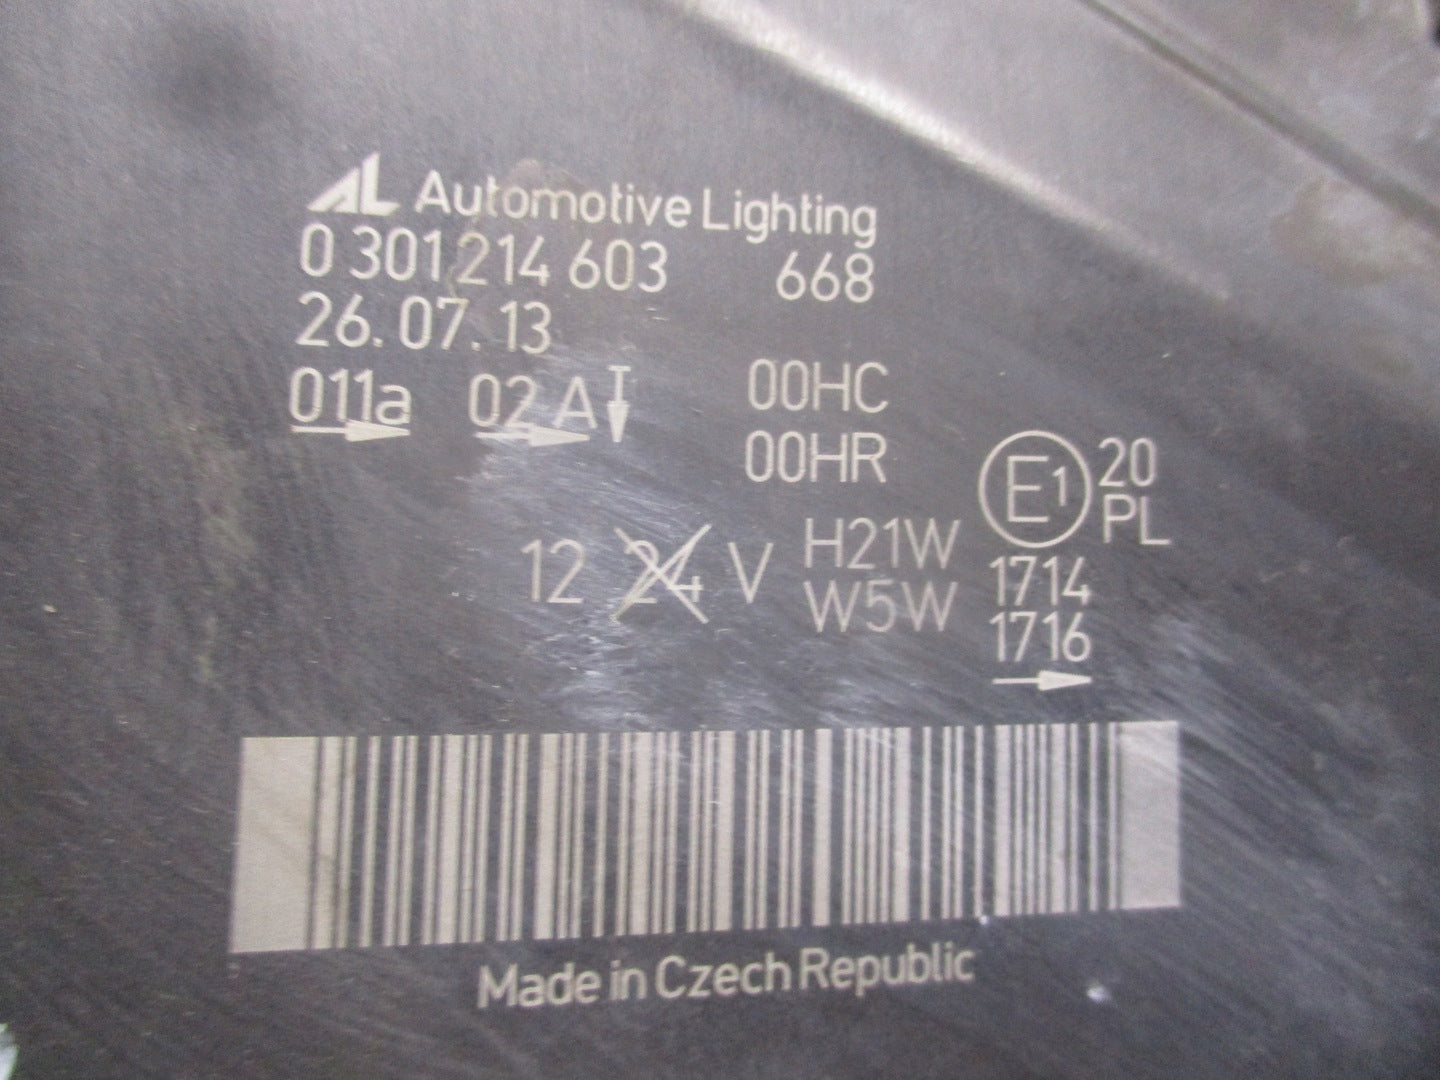 AL Automotive Lighting
0 301 214 603 668
26.07.13
011a 02 A 00HC
00HR
E1 20
PL
12 24 V H21W
W5W
1714
1716
Made in Czech Republic